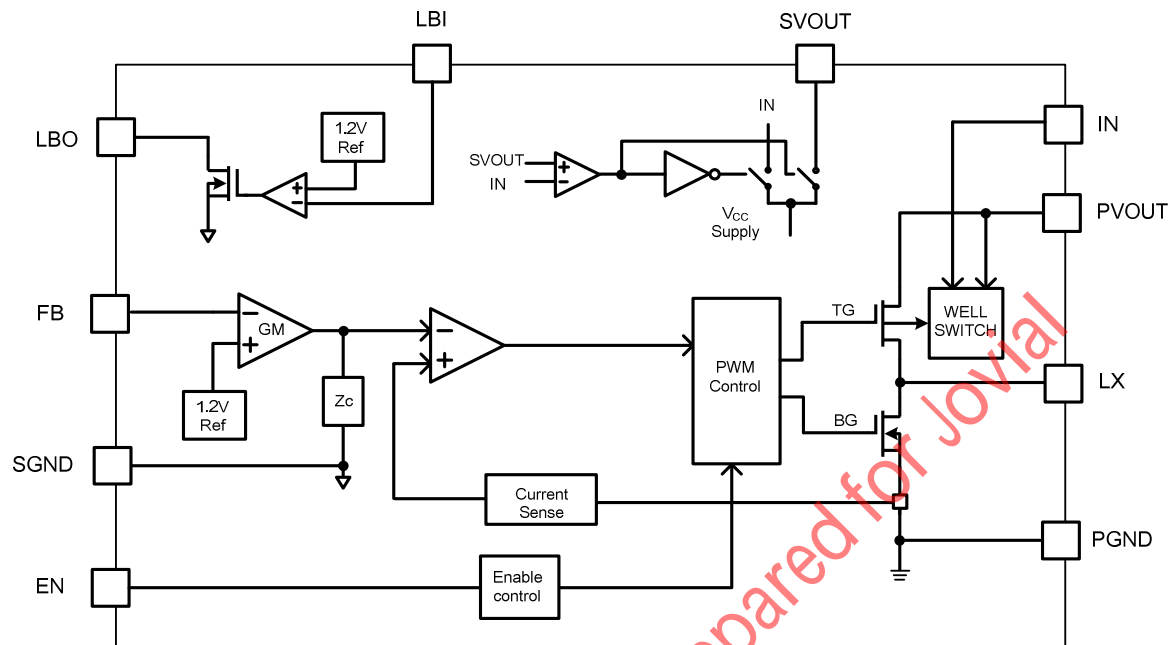 LBI
SVOUT
LBO
1.2V
Ref
+
−
SVOUT
IN
+
−
IN
VCC
Supply
IN
PVOUT
FB
−
GM
+
1.2V
Ref
Zc
−
+
PWM
Control
TG
BG
WELL
SWITCH
LX
SGND
Current
Sense
PGND
EN
Enable
control
epared for Jovial